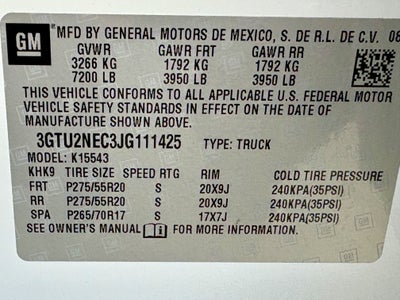 GM MFD BY GENERAL MOTORS DE MEXICO, S. DE R.L. DE C.V. 08
GVWR GAWR FRT GAWR RR
3266 KG 1792 KG 1792 KG
7200 LB 3950 LB 3950 LB
THIS VEHICLE CONFORMS TO ALL APPLICABLE U.S. FEDERAL MOTOR
VEHICLE SAFETY STANDARDS IN EFFECT ON THE DATE OF
MANUFACTURE SHOWN ABOVE.
3GTU2NEC3JG111425 TYPE: TRUCK
MODEL: K15543
KHK9 TIRE SIZE SPEED RTG RIM COLD TIRE PRESSURE
FRT P275/55R20 S 20X9J 240KPA(35PSI)
RR P275/55R20 S 20X9J 240KPA(35PSI)
SPA P265/70R17 S 17X7J 240KPA(35PSI)
SEE OWNER'S MANUAL FOR MORE INFORMATION